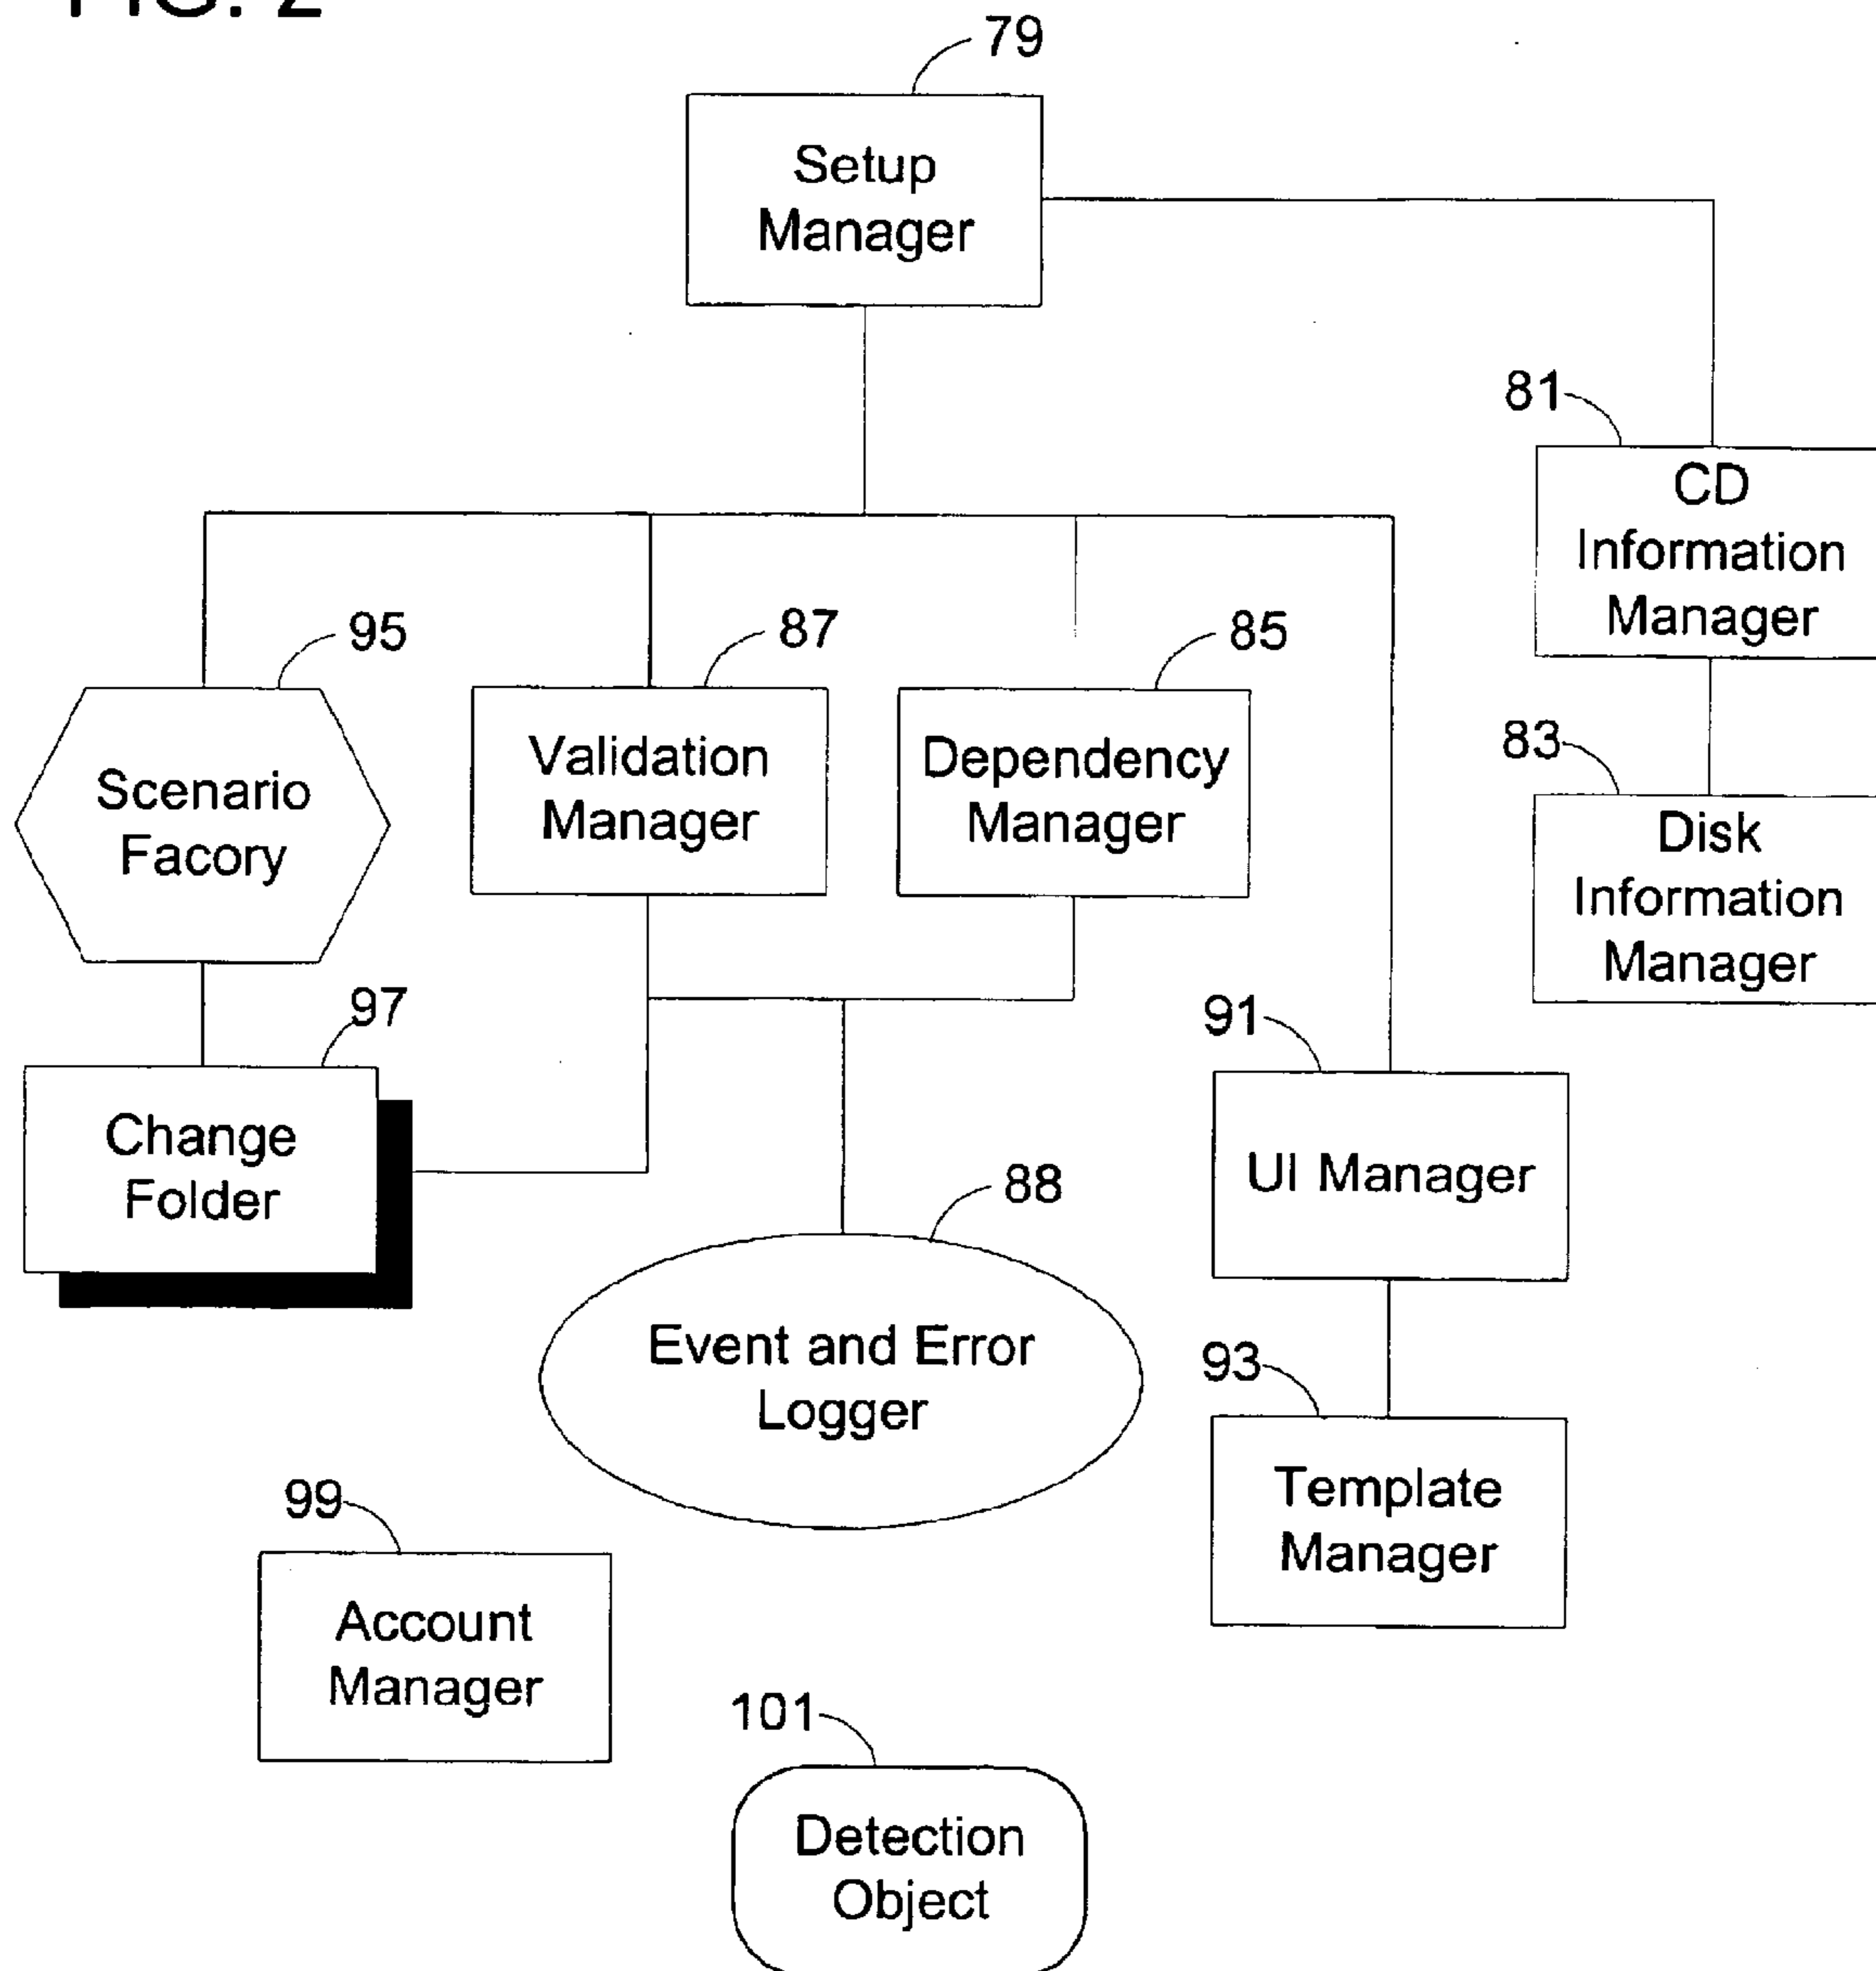 FIG. 2
79
Setup
Manager
81
CD
Information
Manager
95
87
85
Scenario
Facory
Validation
Manager
Dependency
Manager
83
Disk
Information
Manager
97
Change
Folder
91
UI Manager
88
Event and Error
Logger
93
Template
Manager
99
Account
Manager
101
Detection
Object